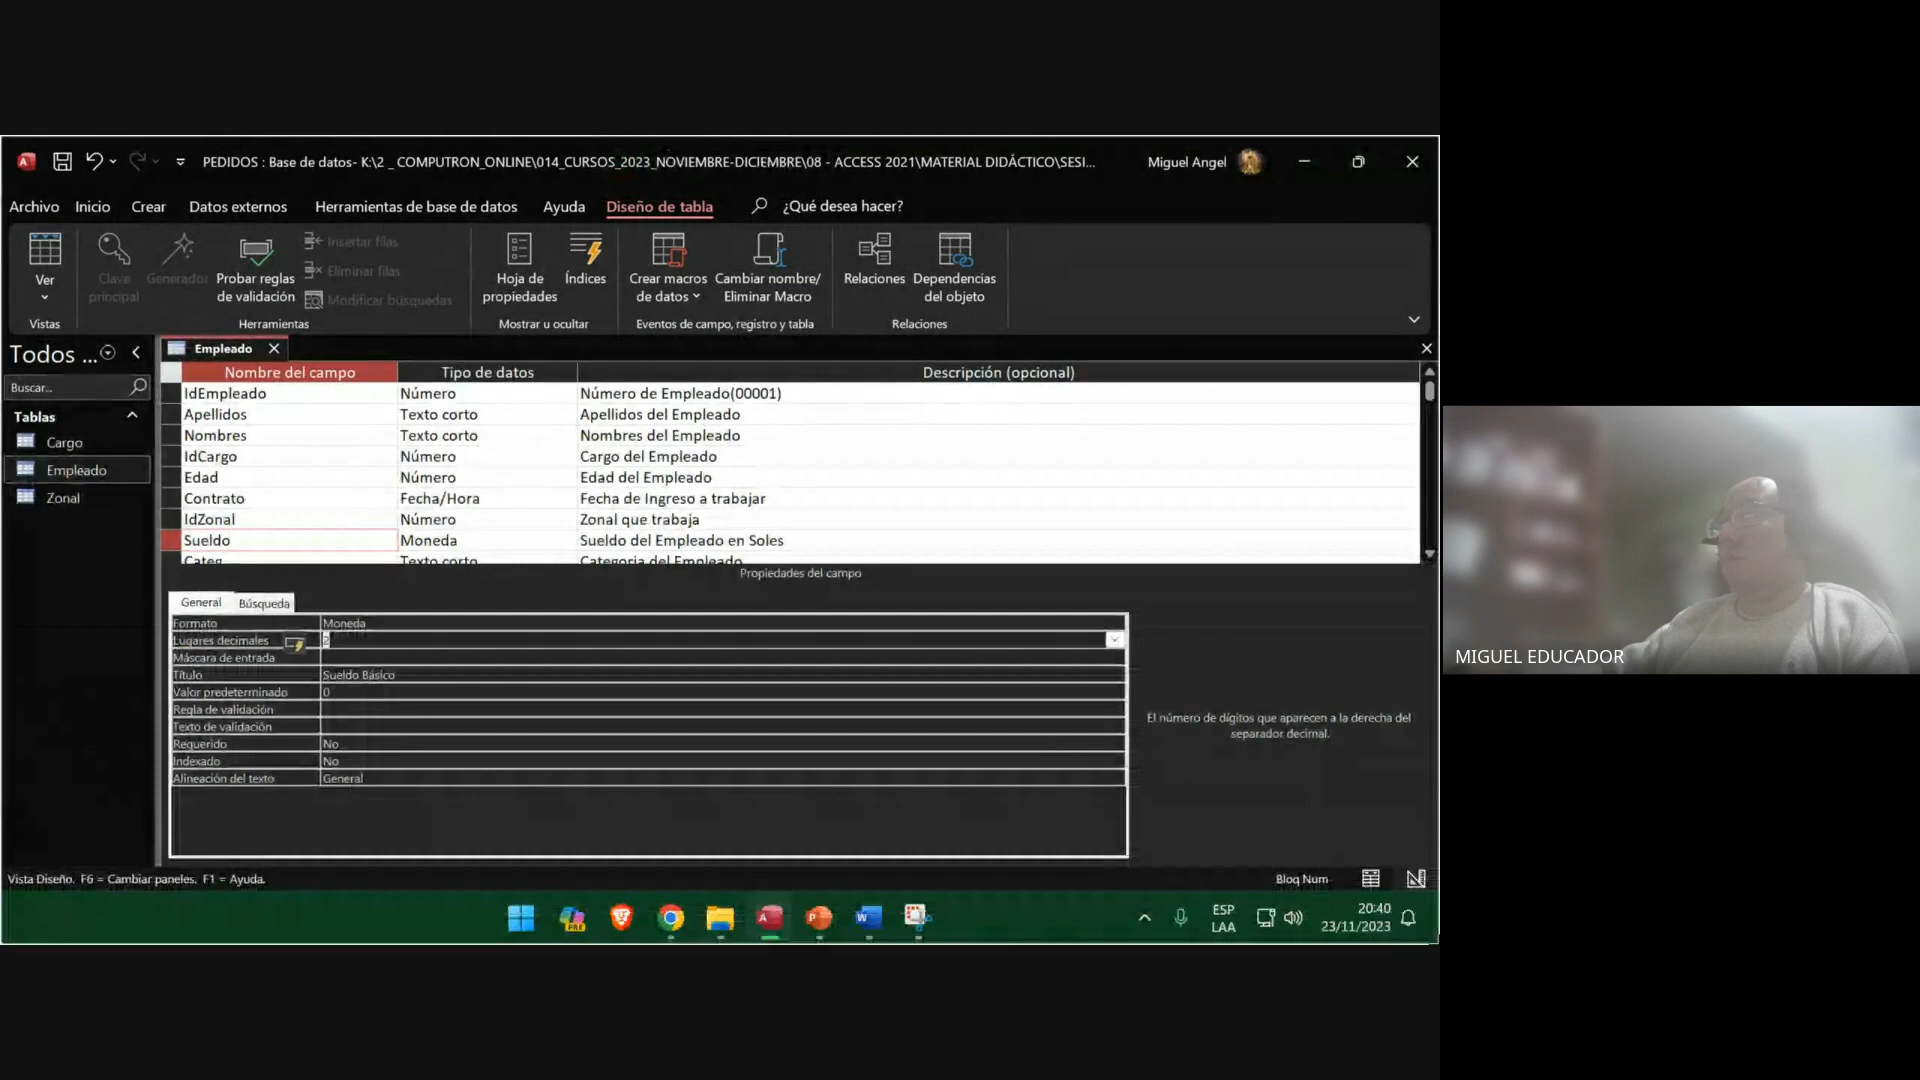 PEDIDOS : Base de datos- K:\2 _ COMPUTRON_ONLINE\014_CURSOS_2023_NOVIEMBRE-DICIEMBRE\08 - ACCESS 2021\MATERIAL DIDÁCTICO\SESI...
Miguel Angel
Archivo Inicio Crear Datos externos Herramientas de base de datos Ayuda Diseño de tabla ¿Qué desea hacer?
Ver
Clave principal
Generador
Probar reglas de validación
Insertar filas
Eliminar filas
Modificar búsquedas
Hoja de propiedades
Índices
Crear macros de datos
Cambiar nombre/ Eliminar Macro
Relaciones
Dependencias del objeto
Vistas
Herramientas
Mostrar u ocultar
Eventos de campo, registro y tabla
Relaciones
Todos ...
Buscar...
Tablas
Cargo
Empleado
Zonal
Empleado
Nombre del campo Tipo de datos Descripción (opcional)
IdEmpleado Número Número de Empleado(00001)
Apellidos Texto corto Apellidos del Empleado
Nombres Texto corto Nombres del Empleado
IdCargo Número Cargo del Empleado
Edad Número Edad del Empleado
Contrato Fecha/Hora Fecha de Ingreso a trabajar
IdZonal Número Zonal que trabaja
Sueldo Moneda Sueldo del Empleado en Soles
Categ Texto corto Categoria del Empleado
Propiedades del campo
General Búsqueda
Formato Moneda
Lugares decimales 2
Máscara de entrada
Título Sueldo Básico
Valor predeterminado 0
Regla de validación
Texto de validación
Requerido No
Indexado No
Alineación del texto General
El número de dígitos que aparecen a la derecha del
separador decimal.
Vista Diseño. F6 = Cambiar paneles. F1 = Ayuda.
Bloq Num
PRE
ESP
LAA
20:40
23/11/2023
MIGUEL EDUCADOR